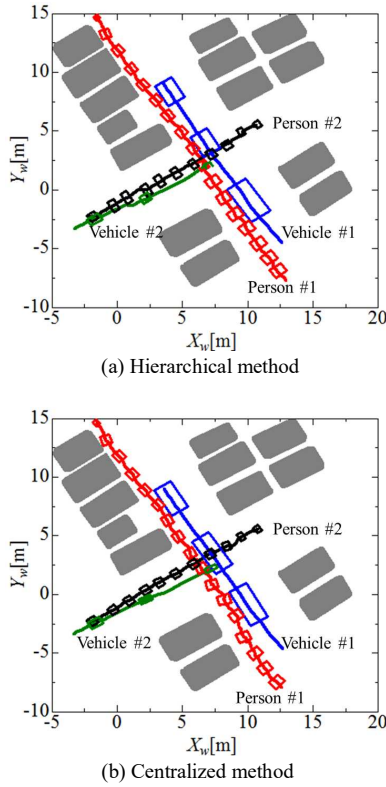 15
10
5
0
-5
-10
Y_w[m]
Person #2
Vehicle #2
Vehicle #1
Person #1
-5 0 5 10 15 20
X_w[m]
(a) Hierarchical method
15
10
5
0
-5
-10
Y_w[m]
Person #2
Vehicle #2
Vehicle #1
Person #1
-5 0 5 10 15 20
X_w[m]
(b) Centralized method